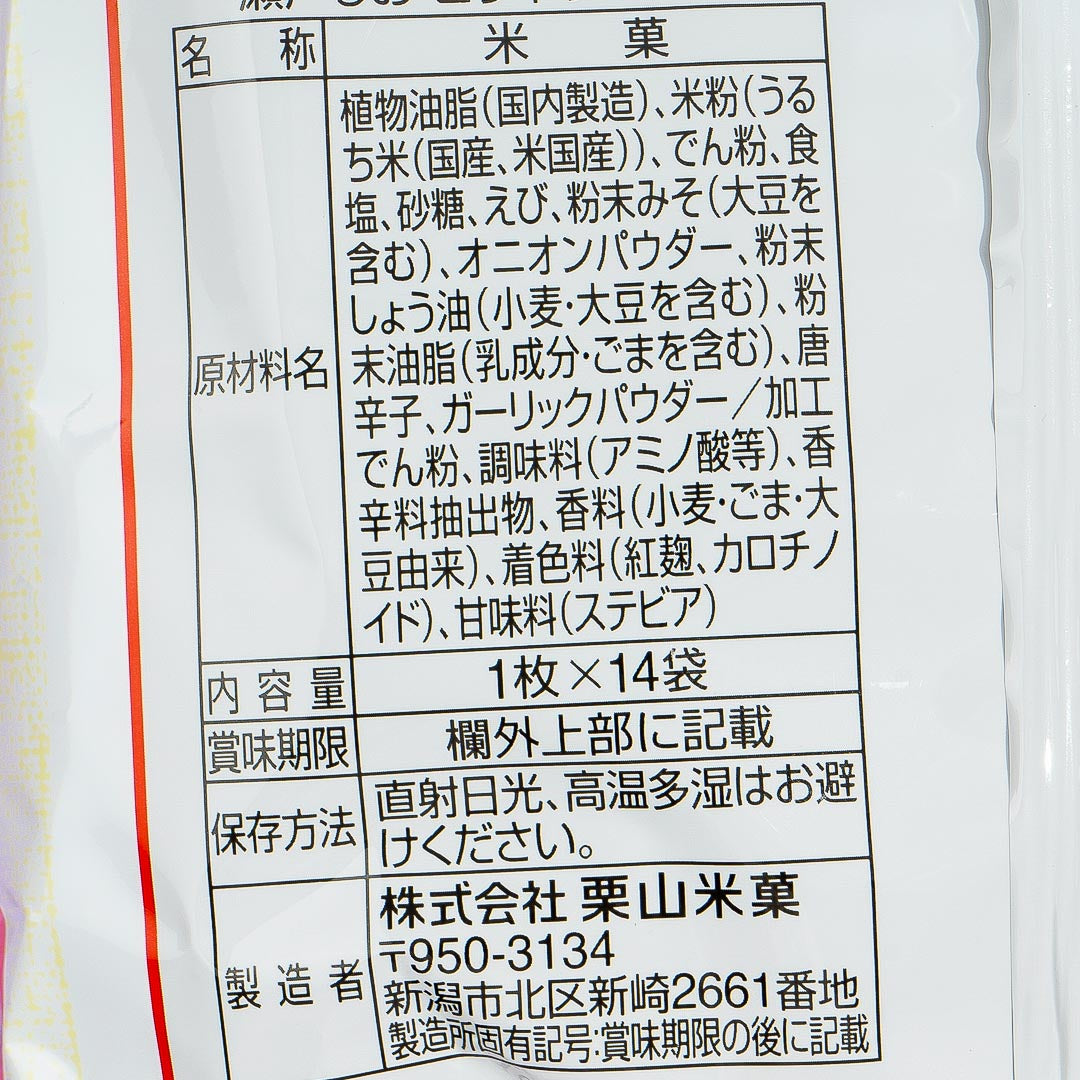 名称 米菓
原材料名
植物油脂(国内製造)、米粉(うる
ち米(国産、米国産))、でん粉、食
塩、砂糖、えび、粉末みそ(大豆を
含む)、オニオンパウダー、粉末
しょう油(小麦・大豆を含む)、粉
末油脂(乳成分・ごまを含む)、唐
辛子、ガーリックパウダー/加工
でん粉、調味料(アミノ酸等)、香
辛料抽出物、香料(小麦・ごま・大
豆由来)、着色料(紅麹、カロチノ
イド)、甘味料(ステビア)
内容量 1枚×14袋
賞味期限 欄外上部に記載
保存方法
直射日光、高温多湿はお避
けください。
製造者
株式会社 栗山米菓
〒950-3134
新潟市北区新崎2661番地
製造所固有記号:賞味期限の後に記載